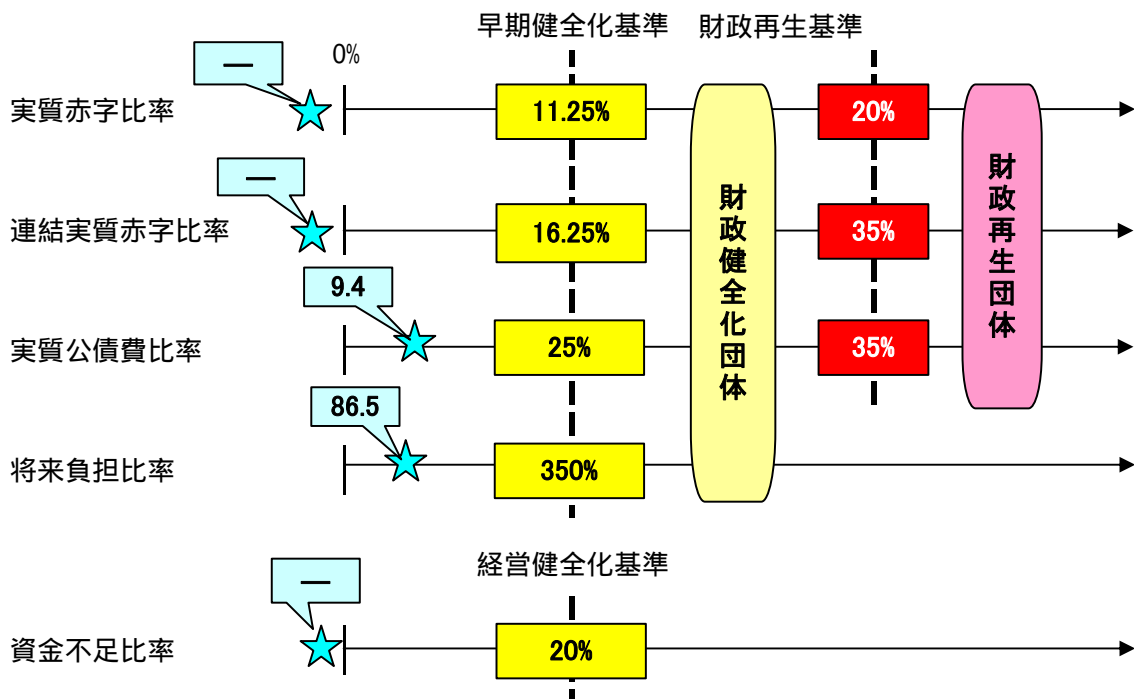 早期健全化基準 財政再生基準
0%
―
実質赤字比率
11.25%
20%
―
連結実質赤字比率
16.25%
35%
9.4
実質公債費比率
25%
35%
86.5
将来負担比率
350%
財政健全化団体
財政再生団体
経営健全化基準
―
資金不足比率
20%